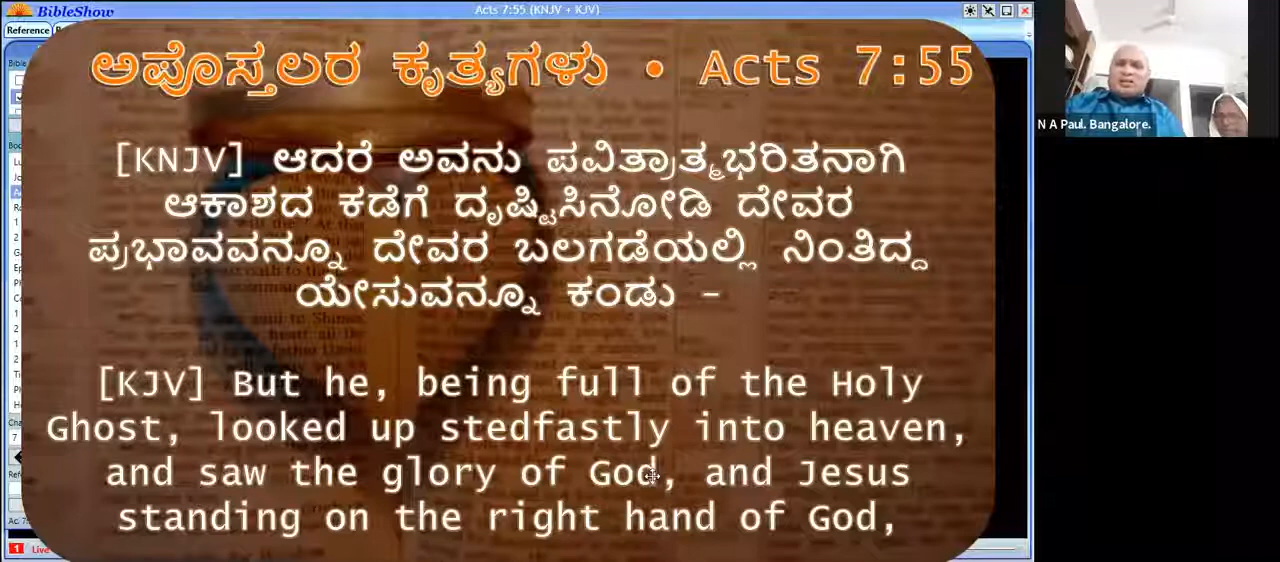 BibleShow
Acts 7:55 (KNJV + KJV)
Reference
ಅಪೊಸ್ತಲರ ಕೃತ್ಯಗಳು • Acts 7:55
[KNJV] ಆದರೆ ಅವನು ಪವಿತ್ರಾತ್ಮಭರಿತನಾಗಿ
ಆಕಾಶದ ಕಡೆಗೆ ದೃಷ್ಟಿಸಿನೋಡಿ ದೇವರ
ಪ್ರಭಾವವನ್ನೂ ದೇವರ ಬಲಗಡೆಯಲ್ಲಿ ನಿಂತಿದ್ದ
ಯೇಸುವನ್ನೂ ಕಂಡು -
[KJV] But he, being full of the Holy
Ghost, looked up stedfastly into heaven,
and saw the glory of God, and Jesus
standing on the right hand of God,
1 Live
N A Paul. Bangalore.